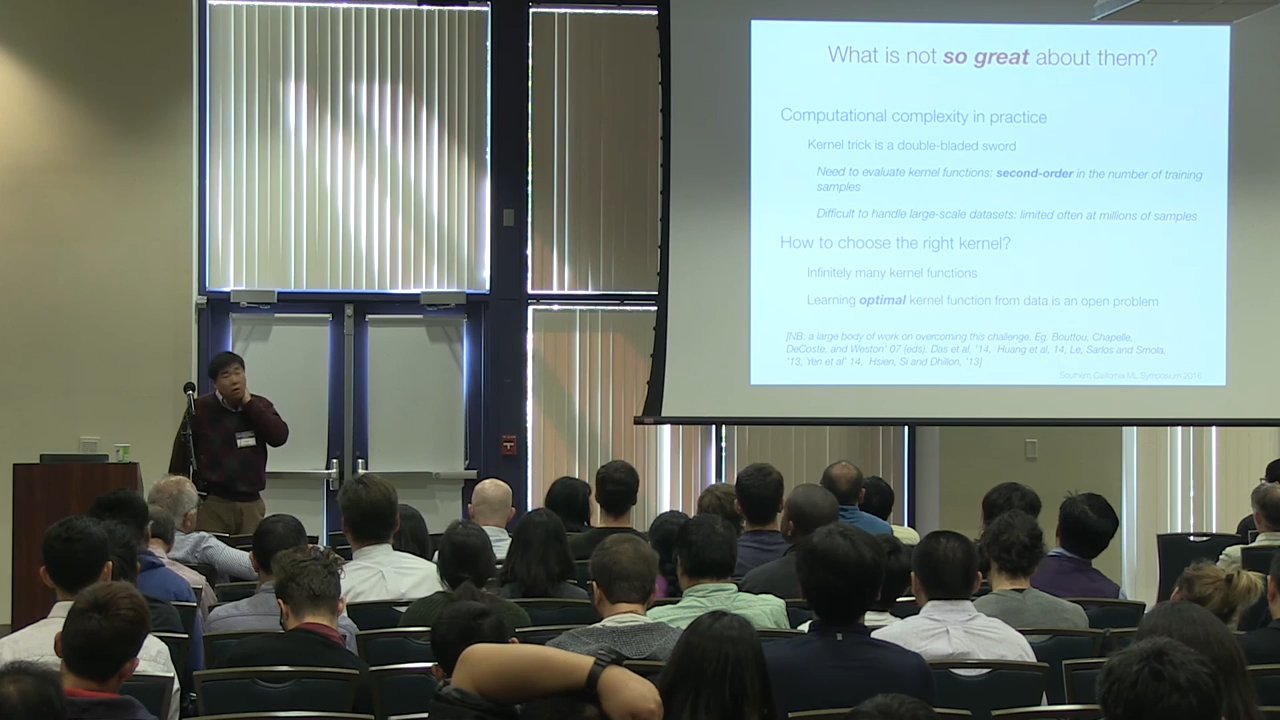 What is not so great about them?
Computational complexity in practice
Kernel trick is a double-bladed sword
Need to evaluate kernel functions: second-order in the number of training
samples
Difficult to handle large-scale datasets: limited often at millions of samples
How to choose the right kernel?
Infinitely many kernel functions
Learning optimal kernel function from data is an open problem
[NB: a large body of work on overcoming this challenge. Eg. Bouttou, Chapelle,
DeCoste, and Weston' 07 (eds), Das et al, '14, Huang et al, 14, Le, Sarlos and Smola,
'13, Yen et al' 14, Hsien, Si and Dhillon, '13]
Southern California ML Symposium 2016